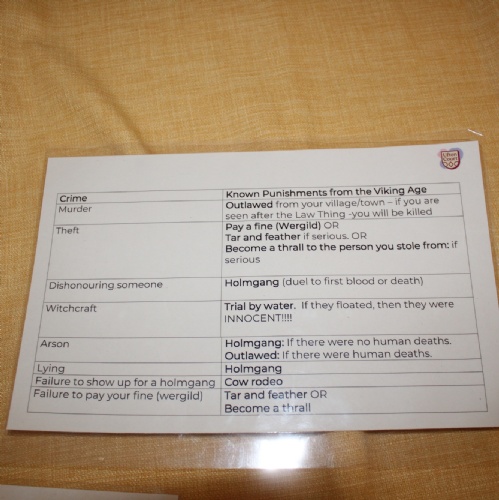 Crime Known Punishments from the Viking Age
Murder Outlawed from your village/town – if you are
seen after the Law Thing -you will be killed
Theft Pay a fine (Wergild) OR
Tar and feather if serious. OR
Become a thrall to the person you stole from: if
serious
Dishonouring someone Holmgang (duel to first blood or death)
Witchcraft Trial by water. If they floated, then they were
INNOCENT!!!!
Arson Holmgang: If there were no human deaths.
Outlawed: If there were human deaths.
Lying Holmgang
Failure to show up for a holmgang Cow rodeo
Failure to pay your fine (wergild) Tar and feather OR
Become a thrall